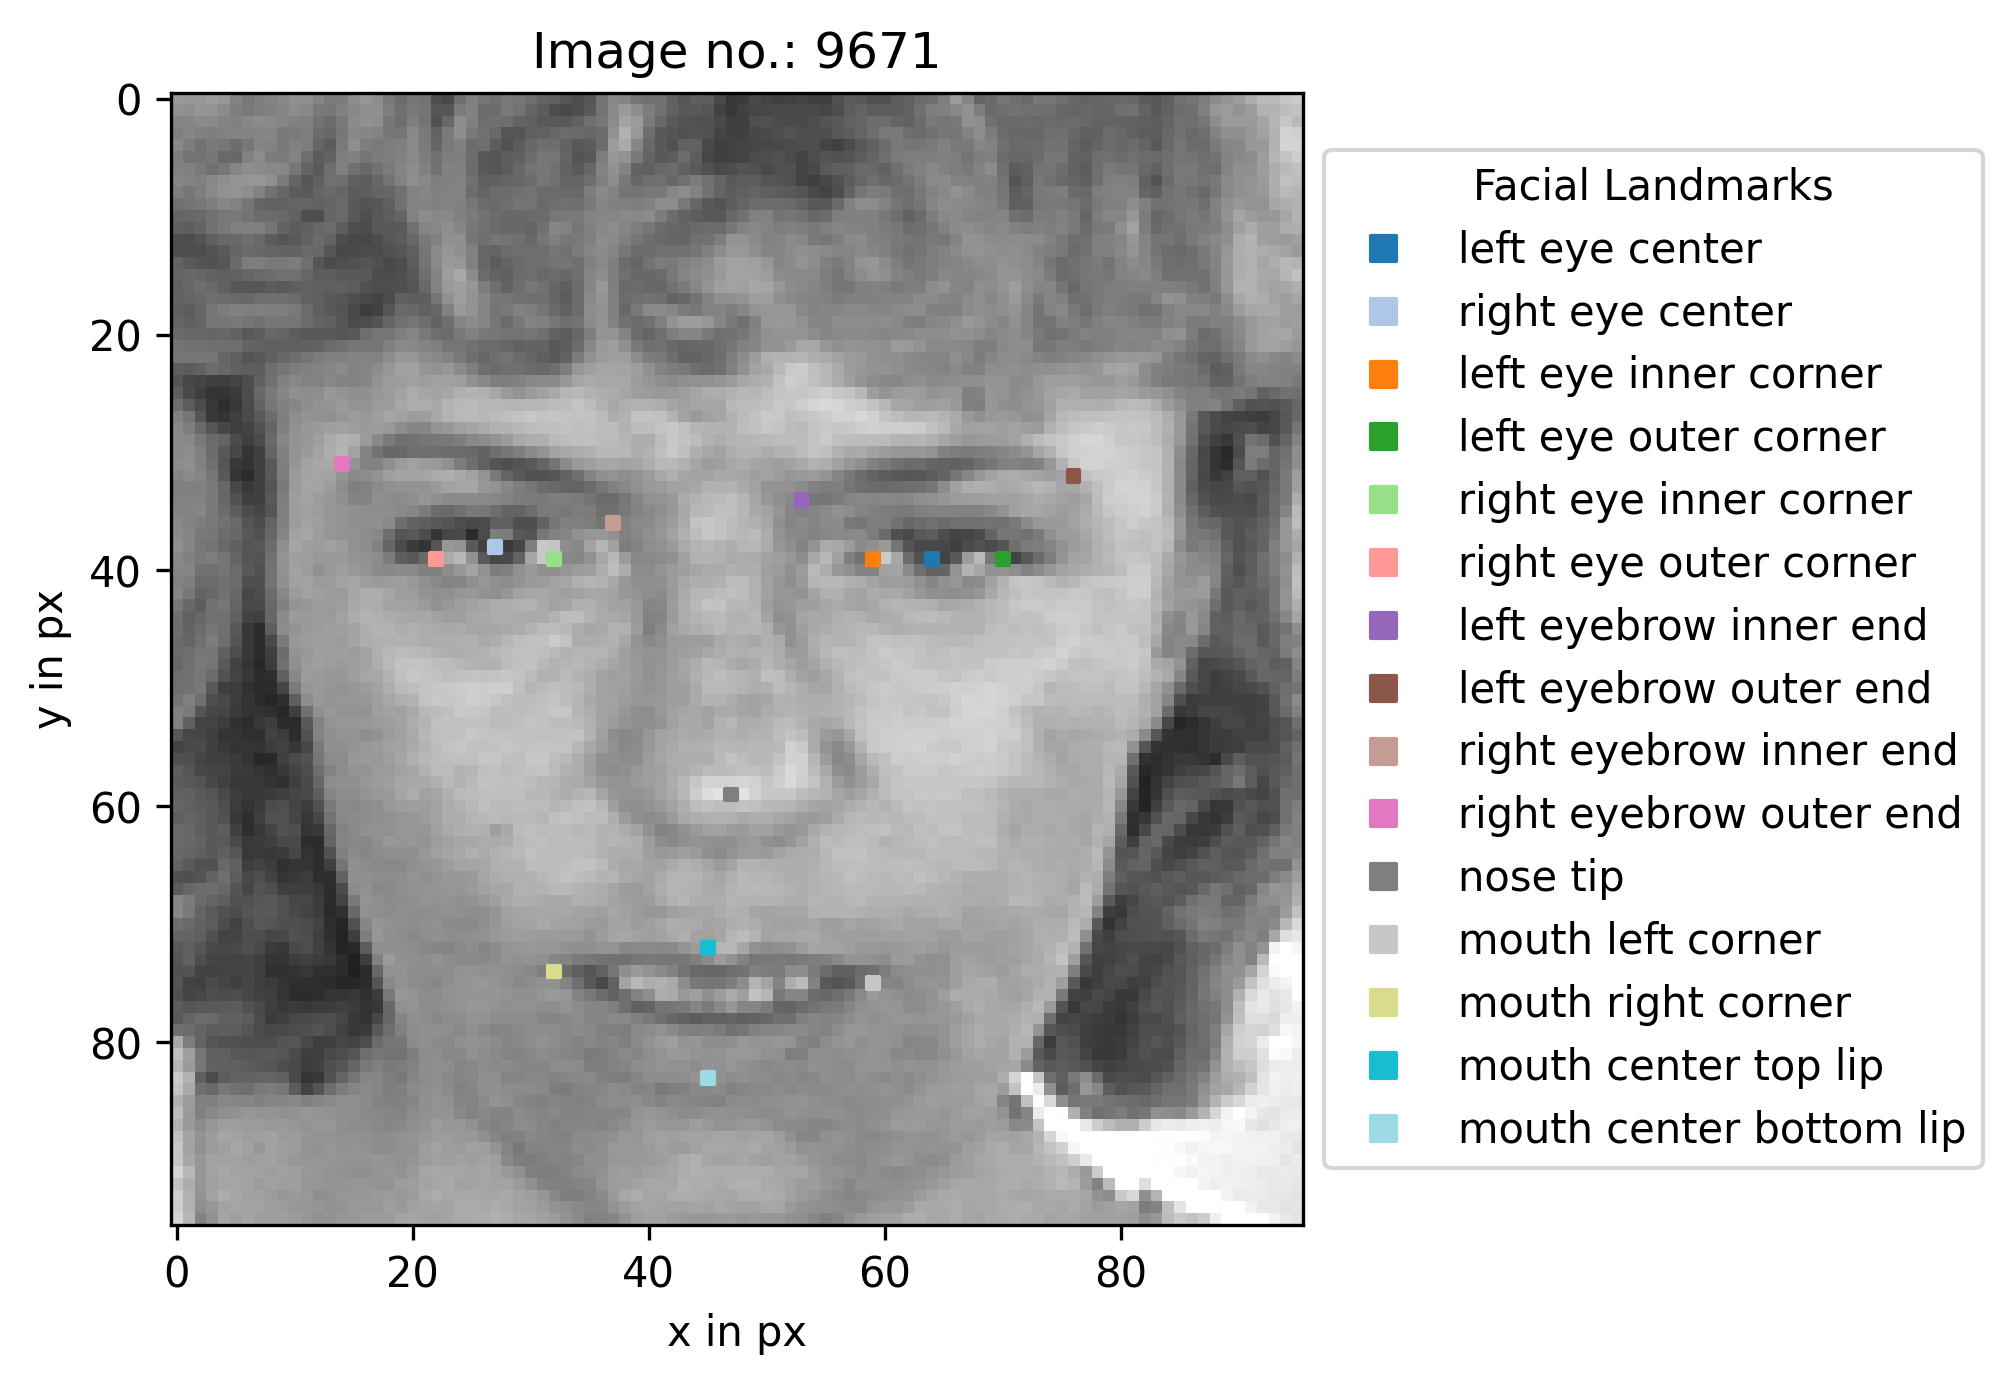 Image no.: 9671
0
20
40
60
80
y in px
0 20 40 60 80
x in px
Facial Landmarks
left eye center
right eye center
left eye inner corner
left eye outer corner
right eye inner corner
right eye outer corner
left eyebrow inner end
left eyebrow outer end
right eyebrow inner end
right eyebrow outer end
nose tip
mouth left corner
mouth right corner
mouth center top lip
mouth center bottom lip